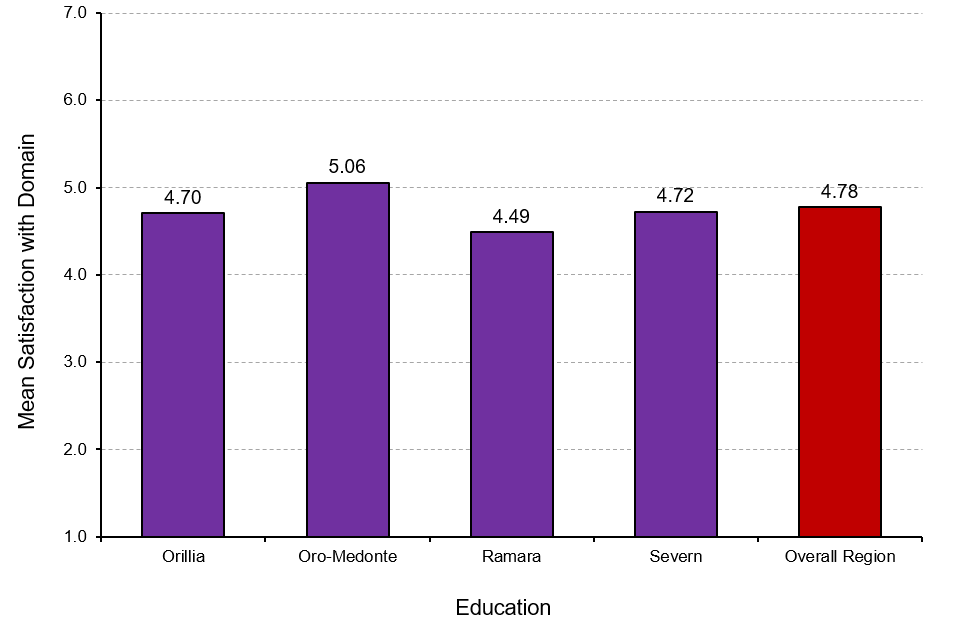 7.0
6.0
5.0
4.0
3.0
2.0
1.0
Mean Satisfaction with Domain
4.70
5.06
4.49
4.72
4.78
Orillia
Oro-Medonte
Ramara
Severn
Overall Region
Education